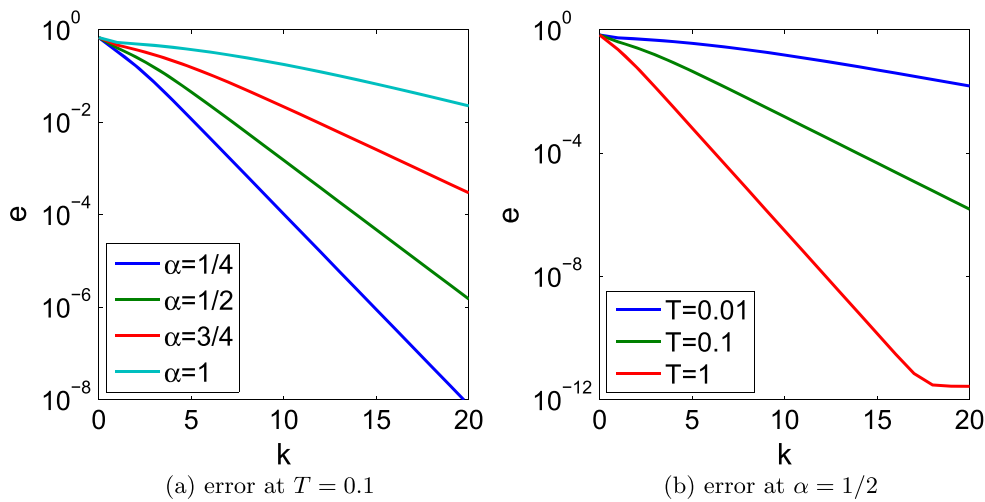 10^0
10^−2
10^−4
10^−6
10^−8
e
0 5 10 15 20
k
α=1/4
α=1/2
α=3/4
α=1
(a) error at T = 0.1
10^0
10^−4
10^−8
10^−12
e
0 5 10 15 20
k
T=0.01
T=0.1
T=1
(b) error at α = 1/2